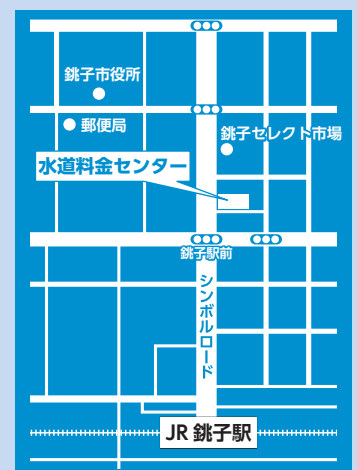 銚子市役所
郵便局
銚子セレクト市場
水道料金センター
銚子駅前
シンボルロード
JR 銚子駅